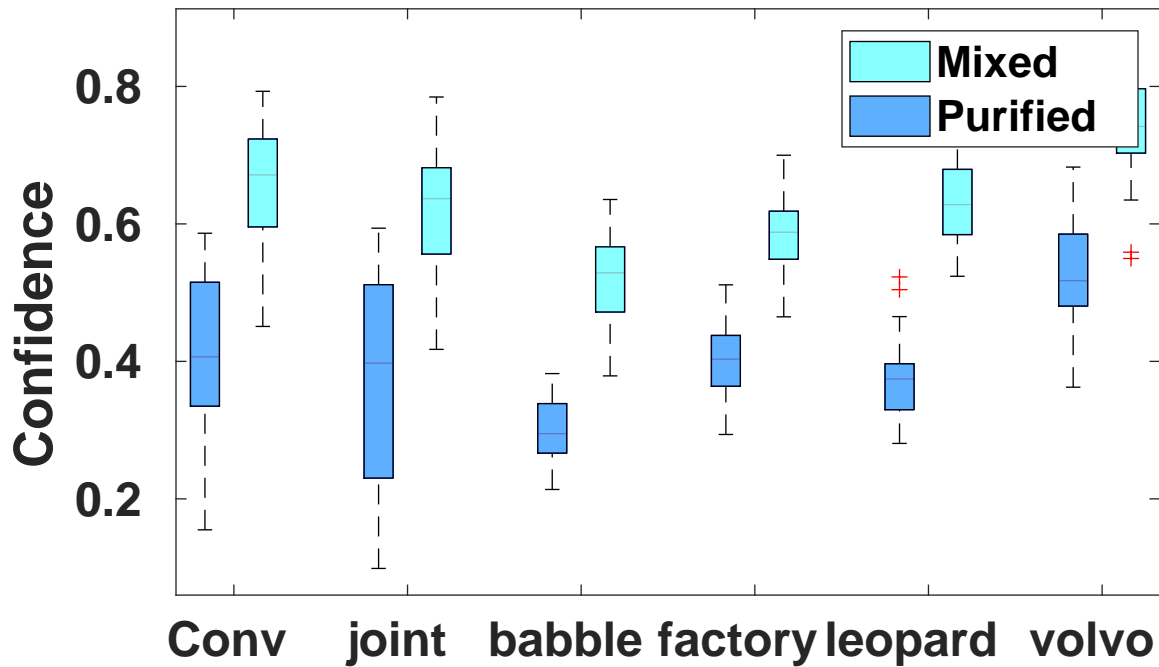 Mixed
Purified
Confidence
0.8
0.6
0.4
0.2
Conv joint babble factory leopard volvo